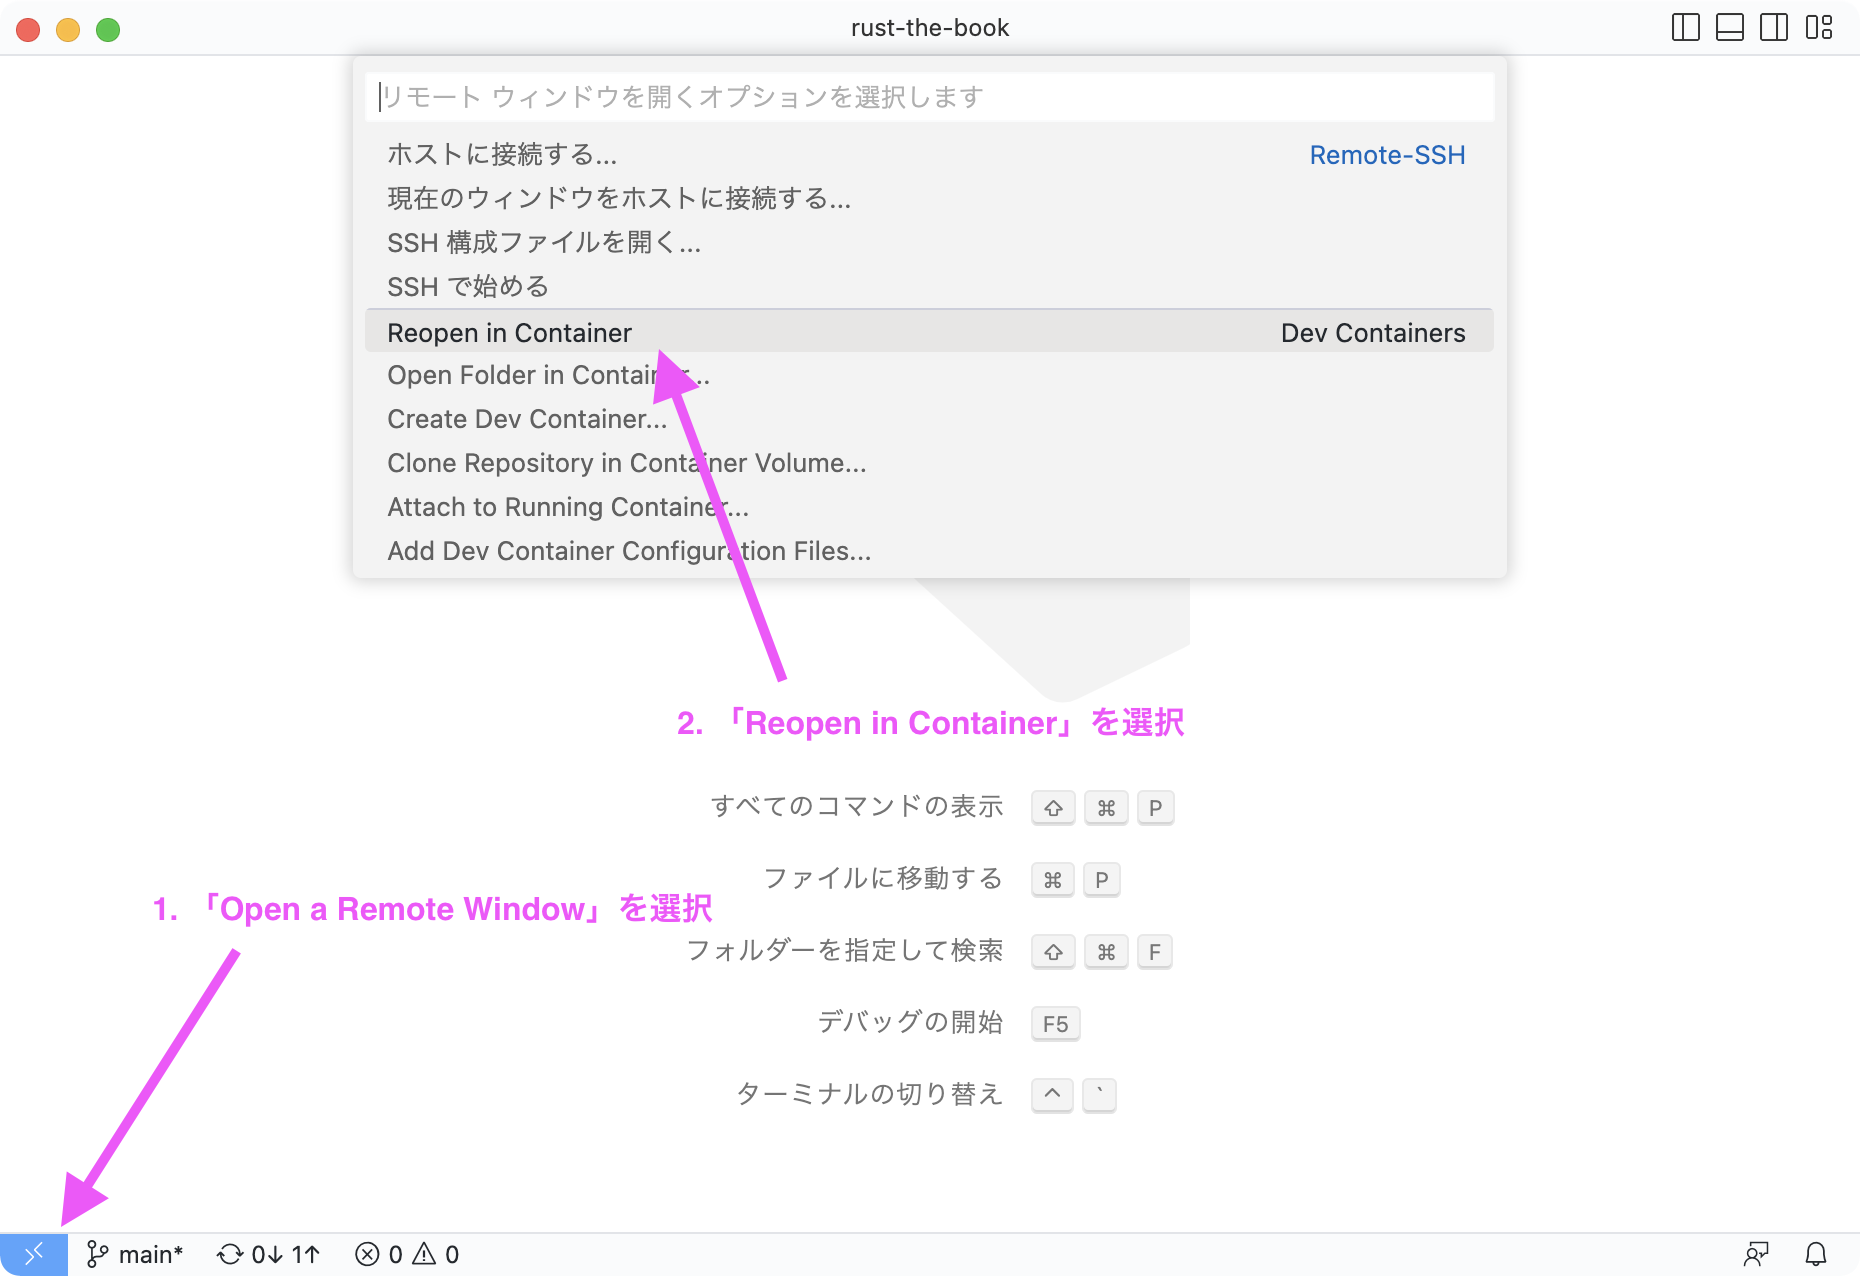 rust-the-book
リモート ウィンドウを開くオプションを選択します
ホストに接続する... Remote-SSH
現在のウィンドウをホストに接続する...
SSH 構成ファイルを開く...
SSH で始める
Reopen in Container Dev Containers
Open Folder in Container...
Create Dev Container...
Clone Repository in Container Volume...
Attach to Running Container...
Add Dev Container Configuration Files...
2. 「Reopen in Container」を選択
すべてのコマンドの表示 ⇧ ⌘ P
ファイルに移動する ⌘ P
1. 「Open a Remote Window」を選択
フォルダーを指定して検索 ⇧ ⌘ F
デバッグの開始 F5
ターミナルの切り替え ^ `
main* 0↓ 1↑ 0 0